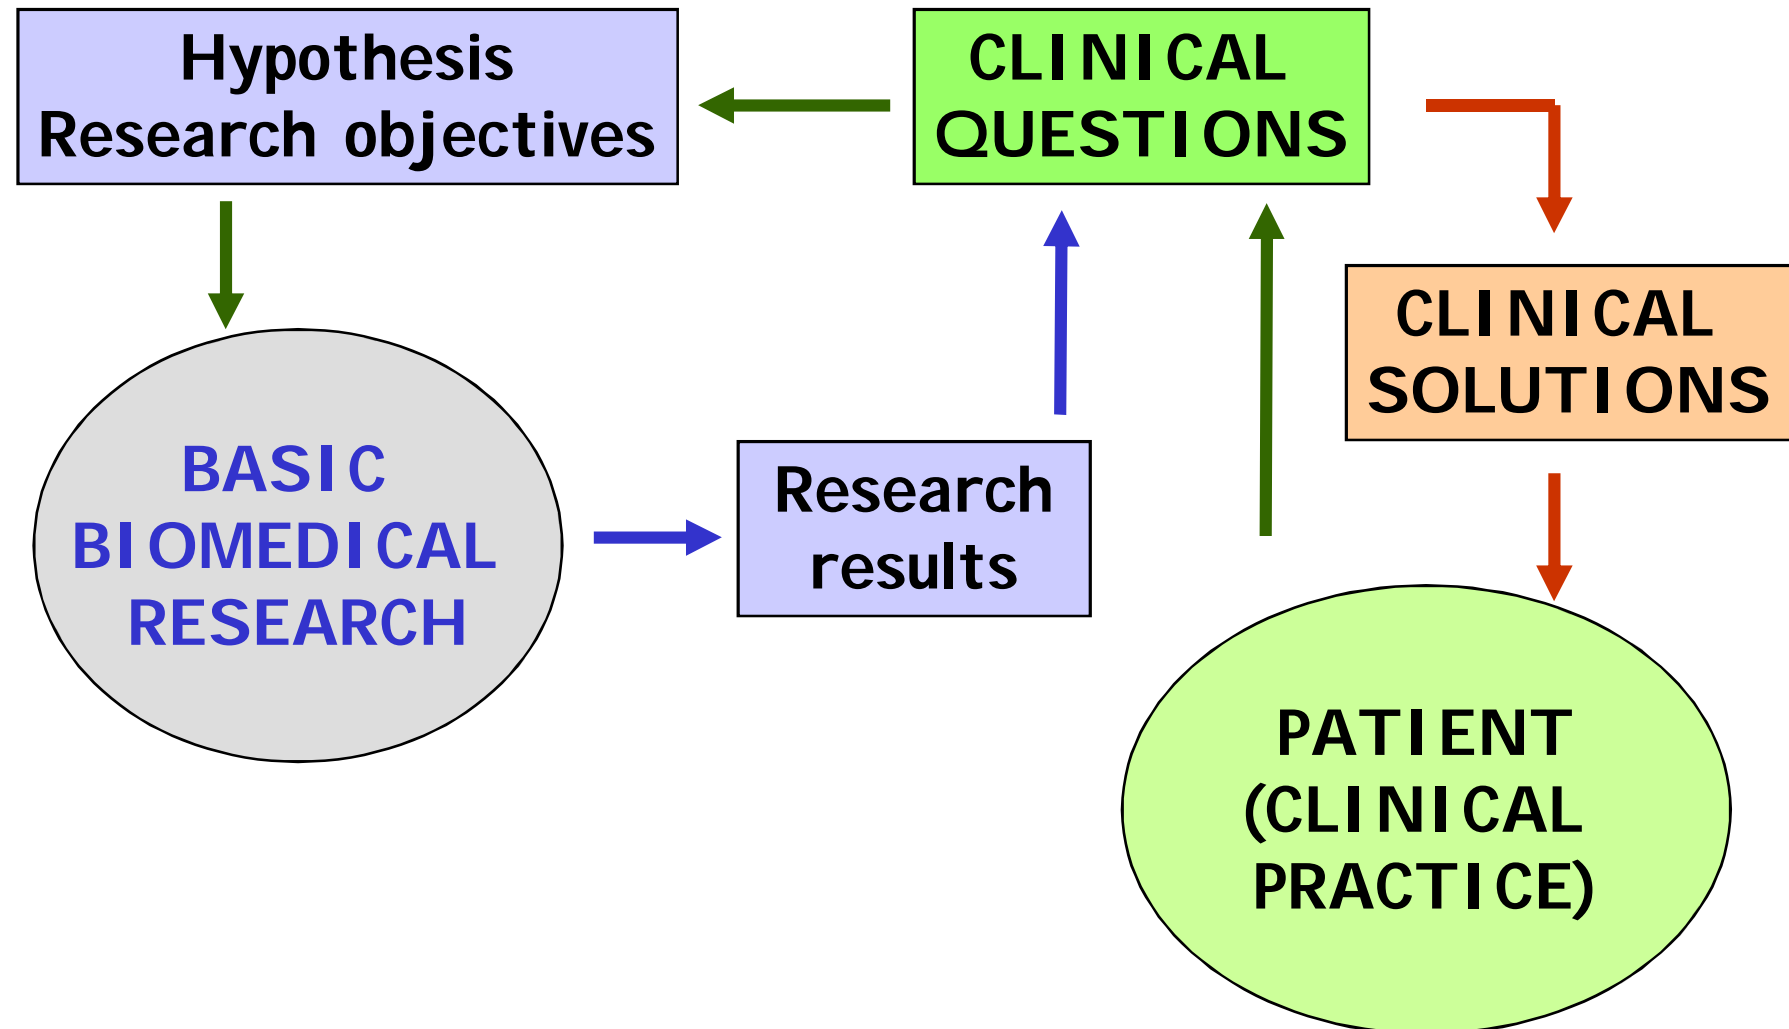 Hypothesis
Research objectives
CLINICAL
QUESTIONS
CLINICAL
SOLUTIONS
BASIC
BIOMEDICAL
RESEARCH
Research
results
PATIENT
(CLINICAL
PRACTICE)